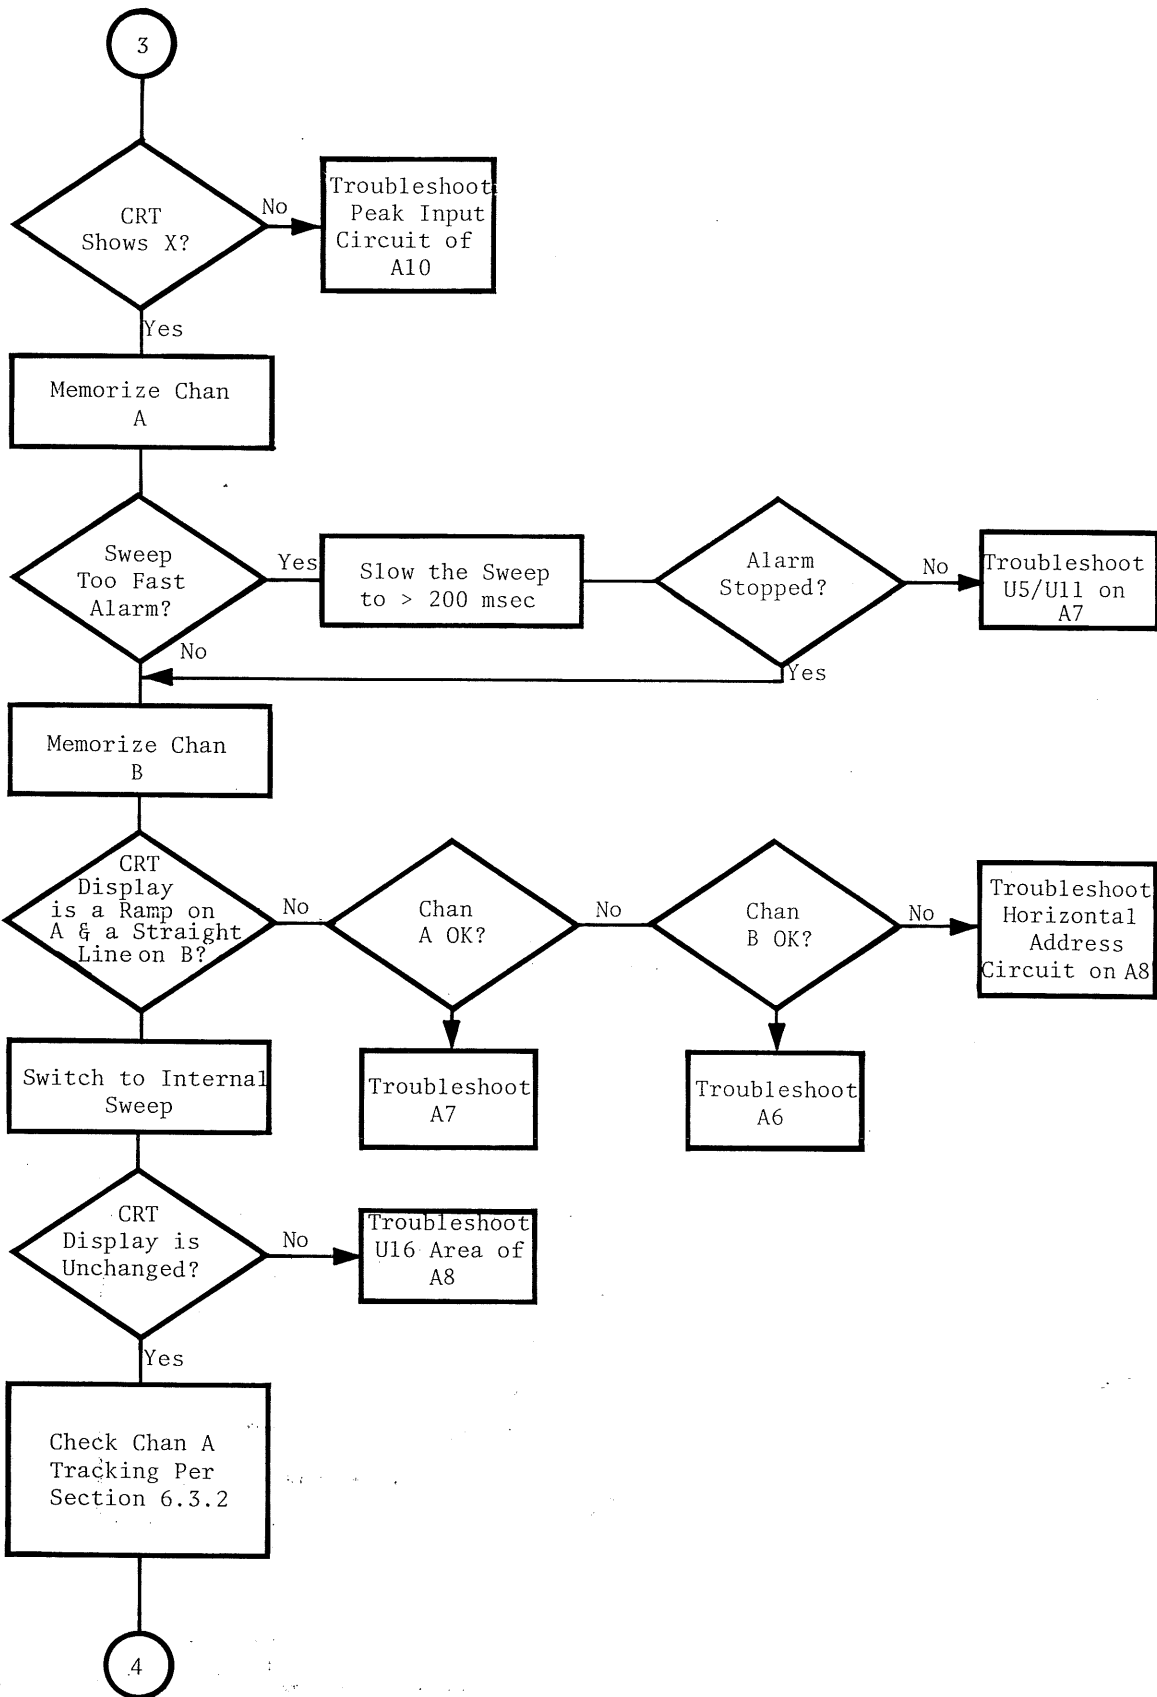 3
CRT
Shows X?
No
Troubleshoot
Peak Input
Circuit of
A10
Yes
Memorize Chan
A
Sweep
Too Fast
Alarm?
Yes
Slow the Sweep
to > 200 msec
Alarm
Stopped?
No
Troubleshoot
U5/U11 on
A7
No
Yes
Memorize Chan
B
CRT
Display
is a Ramp on
A & a Straight
Line on B?
No
Chan
A OK?
No
Chan
B OK?
No
Troubleshoot
Horizontal
Address
Circuit on A8
Switch to Internal
Sweep
Troubleshoot
A7
Troubleshoot
A6
CRT
Display is
Unchanged?
No
Troubleshoot
U16 Area of
A8
Yes
Check Chan A
Tracking Per
Section 6.3.2
4